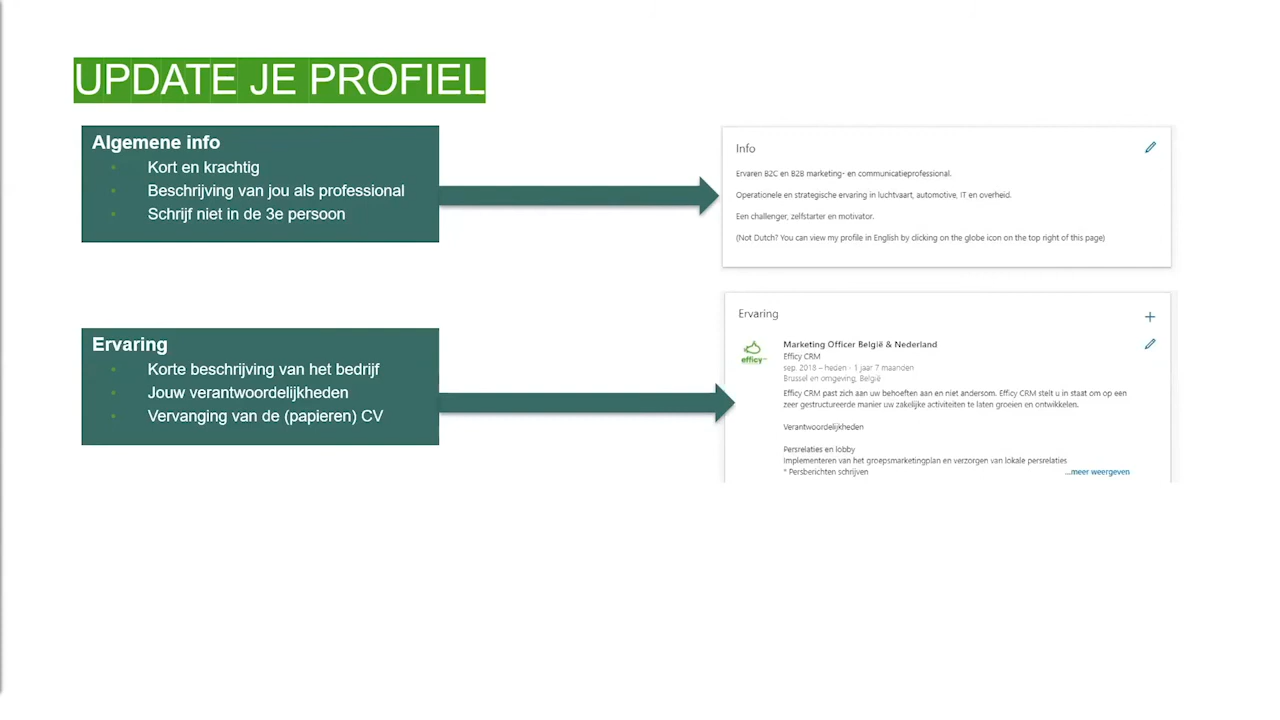 UPDATE JE PROFIEL
Algemene info
Kort en krachtig
Beschrijving van jou als professional
Schrijf niet in de 3e persoon
Info
Ervaren B2C en B2B marketing- en communicatieprofessional.
Operationele en strategische ervaring in luchtvaart, automotive, IT en overheid.
Een challenger, zelfstarter en motivator.
(Not Dutch? You can view my profile in English by clicking on the globe icon on the top right of this page)
Ervaring
Korte beschrijving van het bedrijf
Jouw verantwoordelijkheden
Vervanging van de (papieren) CV
Ervaring
efficy
Marketing Officer België & Nederland
Efficy CRM
sep. 2018 – heden · 1 jaar 7 maanden
Brussel en omgeving, België
Efficy CRM past zich aan uw behoeften aan en niet andersom. Efficy CRM stelt u in staat om op een
zeer gestructureerde manier uw zakelijke activiteiten te laten groeien en ontwikkelen.
Verantwoordelijkheden
Persrelaties en lobby
Implementeren van het groepsmarketingplan en verzorgen van lokale persrelaties
* Persberichten schrijven
...meer weergeven